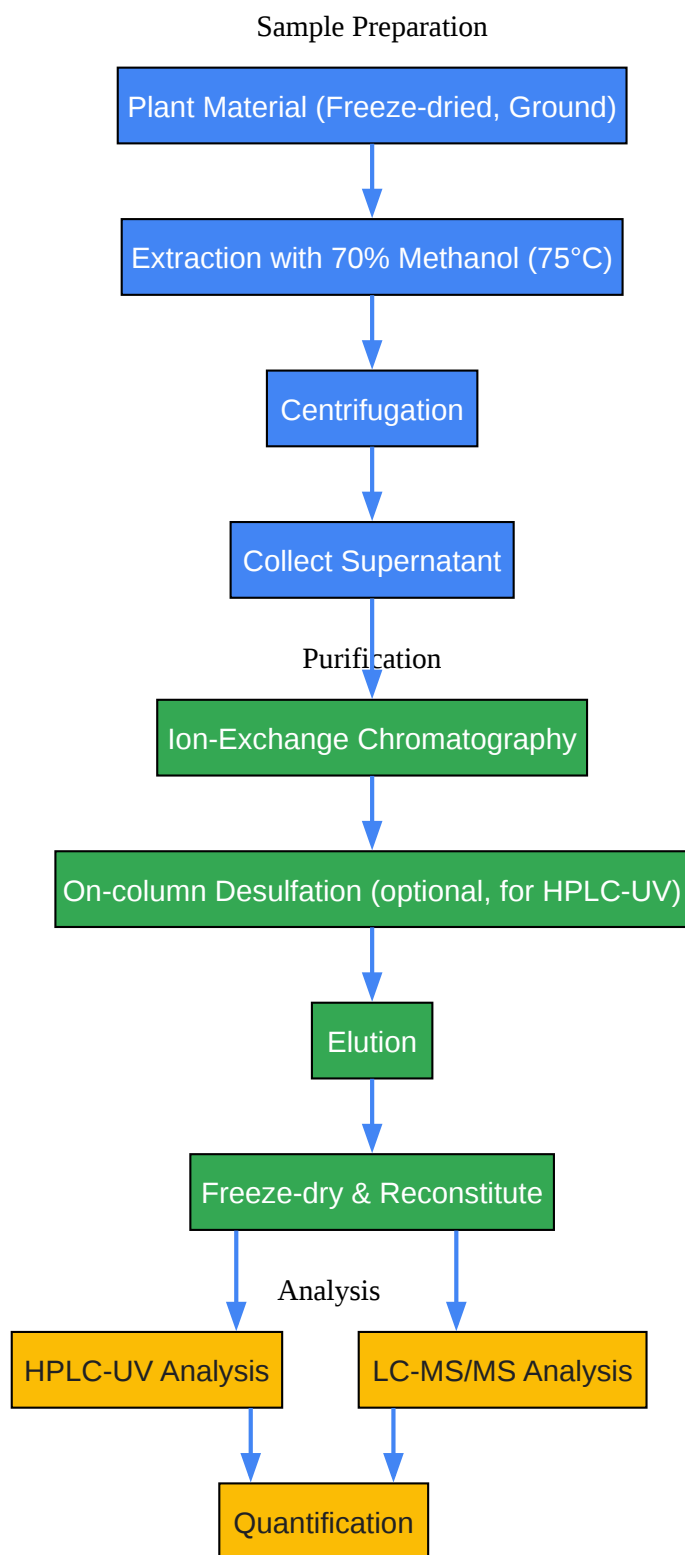 Sample Preparation
Plant Material (Freeze-dried, Ground)
Extraction with 70% Methanol (75°C)
Centrifugation
Collect Supernatant
Purification
Ion-Exchange Chromatography
On-column Desulfation (optional, for HPLC-UV)
Elution
Freeze-dry & Reconstitute
Analysis
HPLC-UV Analysis
LC-MS/MS Analysis
Quantification